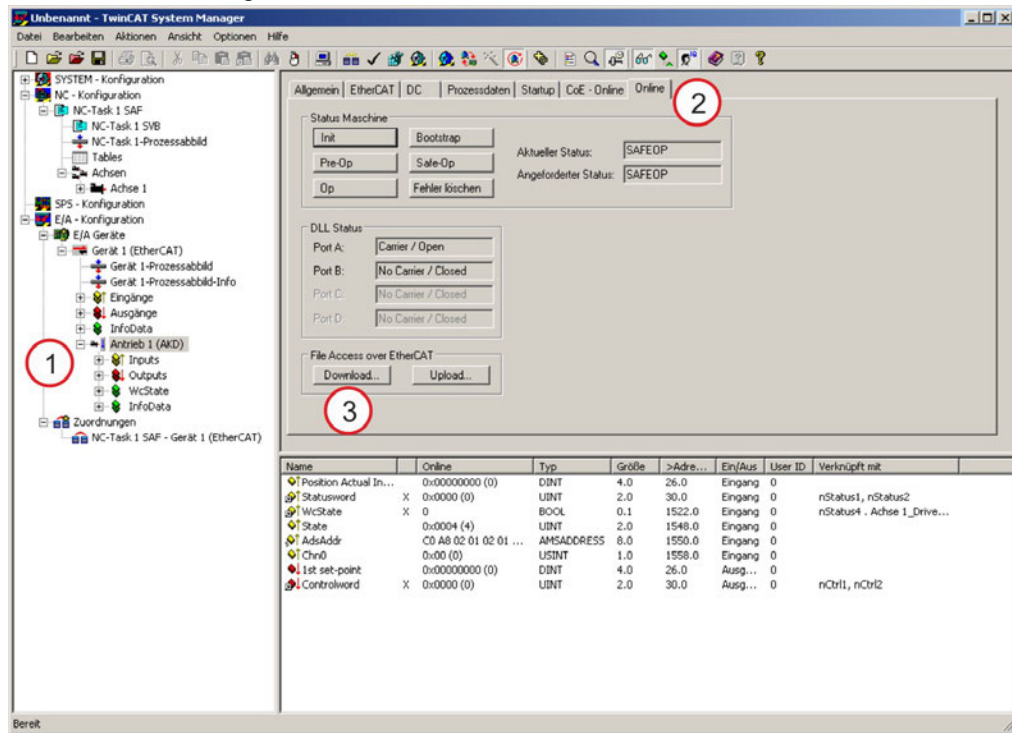 Unbenannt - TwinCAT System Manager
Datei Bearbeiten Aktionen Ansicht Optionen Hilfe
SYSTEM - Konfiguration
NC - Konfiguration
NC-Task 1 SAF
NC-Task 1 SVB
NC-Task 1-Prozessabbild
Tables
Achsen
Achse 1
SPS - Konfiguration
E/A - Konfiguration
E/A Geräte
Gerät 1 (EtherCAT)
Gerät 1-Prozessabbild
Gerät 1-Prozessabbild-Info
Eingänge
Ausgänge
InfoData
Antrieb 1 (AKD)
1
Inputs
Outputs
WcState
InfoData
Zuordnungen
NC-Task 1 SAF - Gerät 1 (EtherCAT)
Allgemein EtherCAT DC Prozessdaten Startup CoE - Online Online
2
Status Maschine
Init Bootstrap
Pre-Op Safe-Op
Op Fehler löschen
Aktueller Status: SAFEOP
Angeforderter Status: SAFEOP
DLL Status
Port A: Carrier / Open
Port B: No Carrier / Closed
Port C: No Carrier / Closed
Port D: No Carrier / Closed
File Access over EtherCAT
Download... Upload...
3
Name Online Typ Größe >Adre... Ein/Aus User ID Verknüpft mit
Position Actual In... 0x00000000 (0) DINT 4.0 26.0 Eingang 0
Statusword X 0x0000 (0) UINT 2.0 30.0 Eingang 0 nStatus1, nStatus2
WcState X 0 BOOL 0.1 1522.0 Eingang 0 nStatus4 . Achse 1_Drive...
State 0x0004 (4) UINT 2.0 1548.0 Eingang 0
AdsAddr C0 A8 02 01 02 01 ... AMSADDRESS 8.0 1550.0 Eingang 0
Chn0 0x00 (0) USINT 1.0 1558.0 Eingang 0
1st set-point 0x00000000 (0) DINT 4.0 26.0 Ausg... 0
Controlword X 0x0000 (0) UINT 2.0 30.0 Ausg... 0 nCtrl1, nCtrl2
Bereit